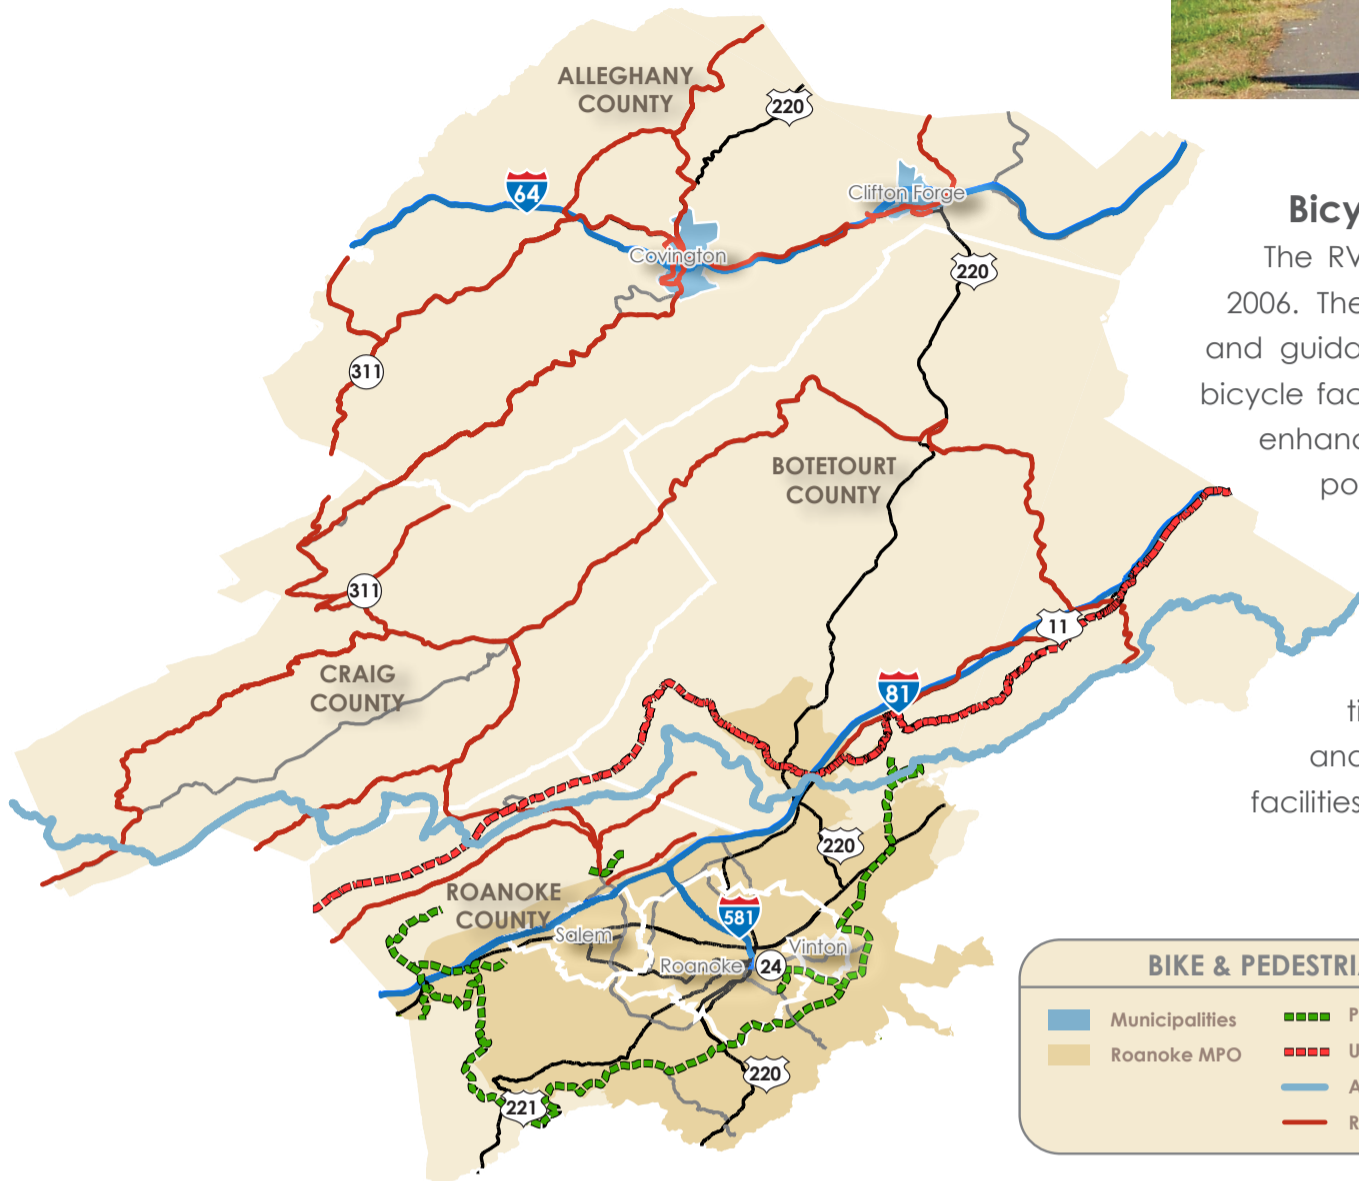 ALLEGHANY
COUNTY
220
64
Clifton Forge
Covington
220
311
BOTETOURT
COUNTY
311
11
CRAIG
COUNTY
81
220
ROANOKE
COUNTY
581
Salem
Vinton
Roanoke
24
220
221
Bicy
The RV
2006. The
and guida
bicycle fac
enhanc
po
ti
and
facilities
BIKE & PEDESTRI
Municipalities
Roanoke MPO
P
U
A
R